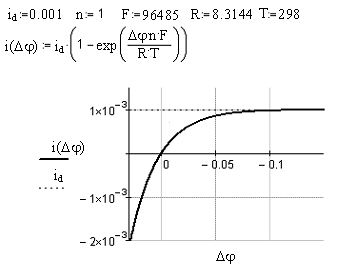 i_d:=0.001 n:=1 F:=96485 R:=8.3144 T:=298
i(Δφ) := i_d·(1 − exp(Δφ·n·F / R·T))
1×10⁻³
i(Δφ)
i_d
0 −0.05 −0.1
−1×10⁻³
−2×10⁻³
Δφ